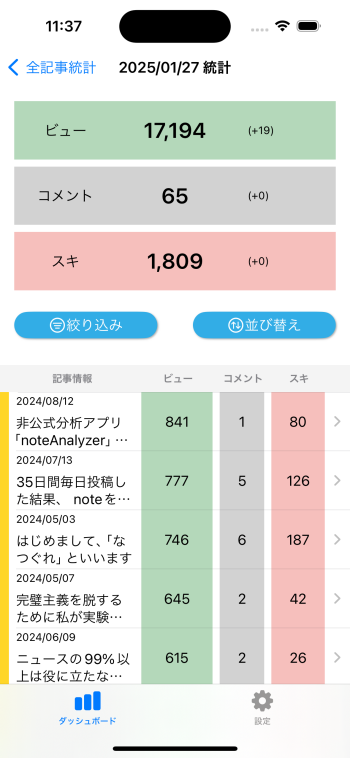 11:37
全記事統計 2025/01/27 統計
ビュー 17,194 (+19)
コメント 65 (+0)
スキ 1,809 (+0)
絞り込み 並び替え
記事情報 ビュー コメント スキ
2024/08/12
非公式分析アプリ
「noteAnalyzer」… 841 1 80
2024/07/13
35日間毎日投稿し
た結果、 noteを… 777 5 126
2024/05/03
はじめまして、「な
つぐれ」といいます 746 6 187
2024/05/07
完璧主義を脱する
ために私が実験… 645 2 42
2024/06/09
ニュースの99%以
上は役に立たな… 615 2 26
ダッシュボード 設定